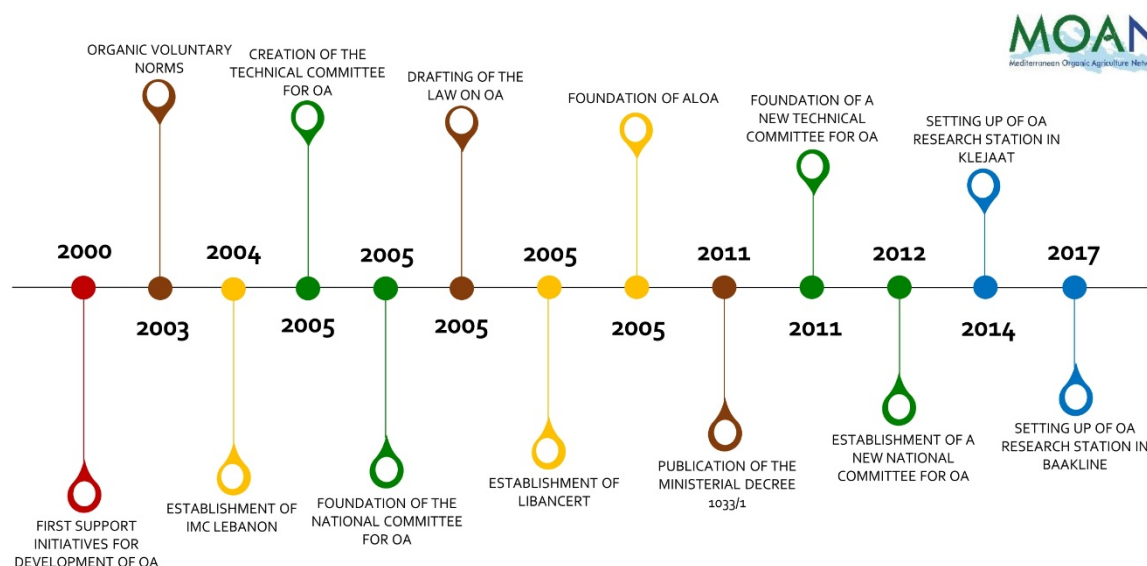 MOAN
Mediterranean Organic Agriculture Netw
ORGANIC VOLUNTARY
NORMS
CREATION OF THE
TECHNICAL COMMITTEE
FOR OA
DRAFTING OF THE
LAW ON OA
FOUNDATION OF ALOA
FOUNDATION OF A
NEW TECHNICAL
COMMITTEE FOR OA
SETTING UP OF OA
RESEARCH STATION IN
KLEJAAT
2000
2004
2005
2005
2011
2012
2017
2003
2005
2005
2005
2011
2014
FIRST SUPPORT
INITIATIVES FOR
DEVELOPMENT OF OA
ESTABLISHMENT OF
IMC LEBANON
FOUNDATION OF THE
NATIONAL COMMITTEE
FOR OA
ESTABLISHMENT OF
LIBANCERT
PUBLICATION OF THE
MINISTERIAL DECREE
1033/1
ESTABLISHMENT OF A
NEW NATIONAL
COMMITTEE FOR OA
SETTING UP OF OA
RESEARCH STATION IN
BAAKLINE